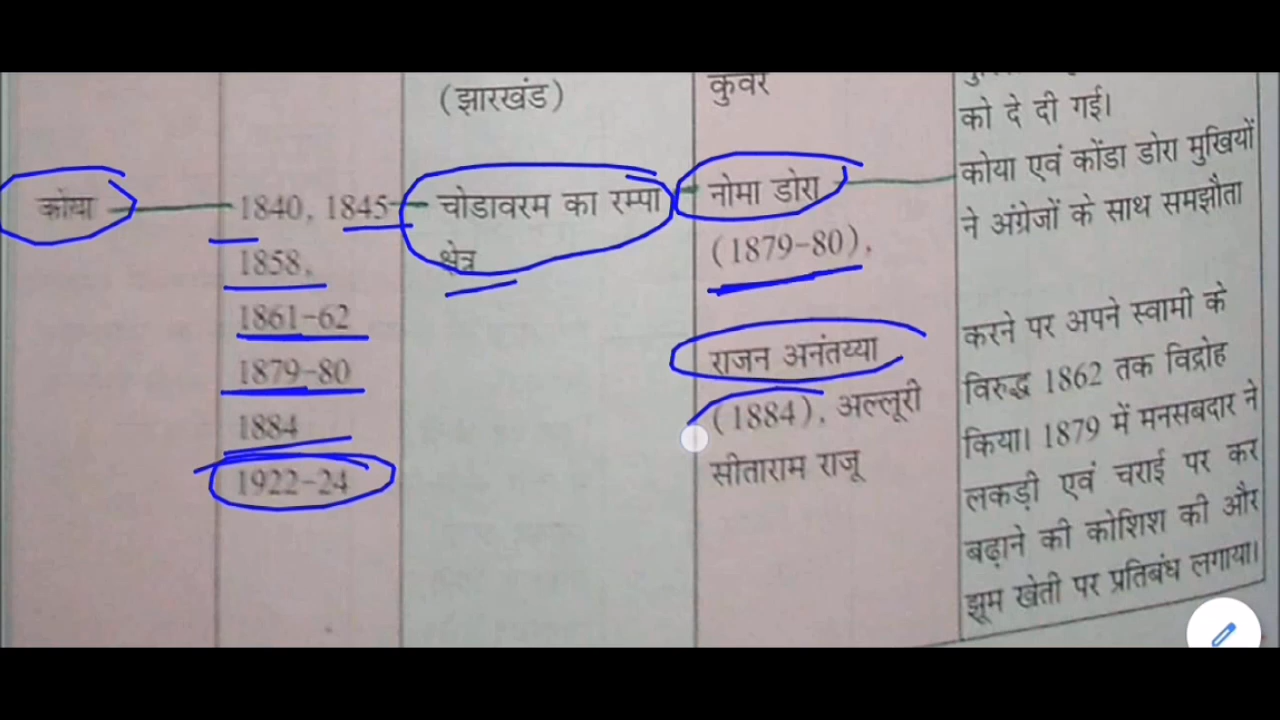 (झारखंड)
कुवर
को दे दी गई।
कोया
1840, 1845
1858,
1861-62
1879-80
1884
1922-24
चोडावरम का रम्पा
क्षेत्र
नोमा डोरा
(1879-80),
राजन अनंतय्या
(1884), अल्लूरी
सीताराम राजू
कोया एवं कोंडा डोरा मुखियों
ने अंग्रेजों के साथ समझौता
करने पर अपने स्वामी के
विरुद्ध 1862 तक विद्रोह
किया। 1879 में मनसबदार ने
लकड़ी एवं चराई पर कर
बढ़ाने की कोशिश की और
झूम खेती पर प्रतिबंध लगाया।